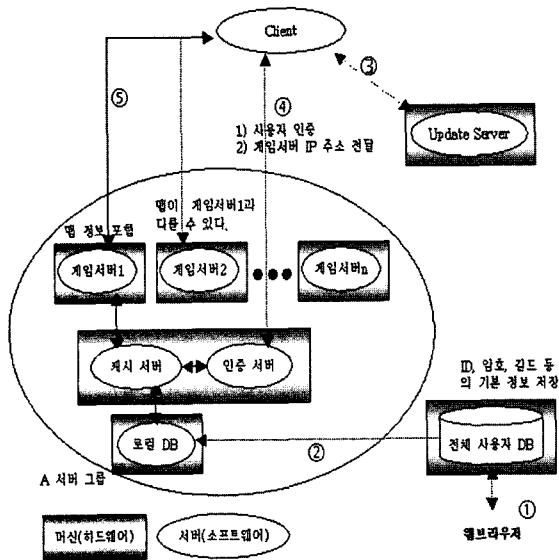 Client
⑤
③
④
1) 사용자 인증
2) 게임서버 IP 주소 전달
Update Server
맵 정보 포함
맵이 게임서버1과
다를 수 있다.
게임서버1
게임서버2
게임서버n
캐시 서버
인증 서버
ID, 암호, 길드 등
의 기본 정보 저장
로컬 DB
②
전체 사용자 DB
A 서버 그룹
①
웹브라우저
머신(하드웨어)
서버(소프트웨어)